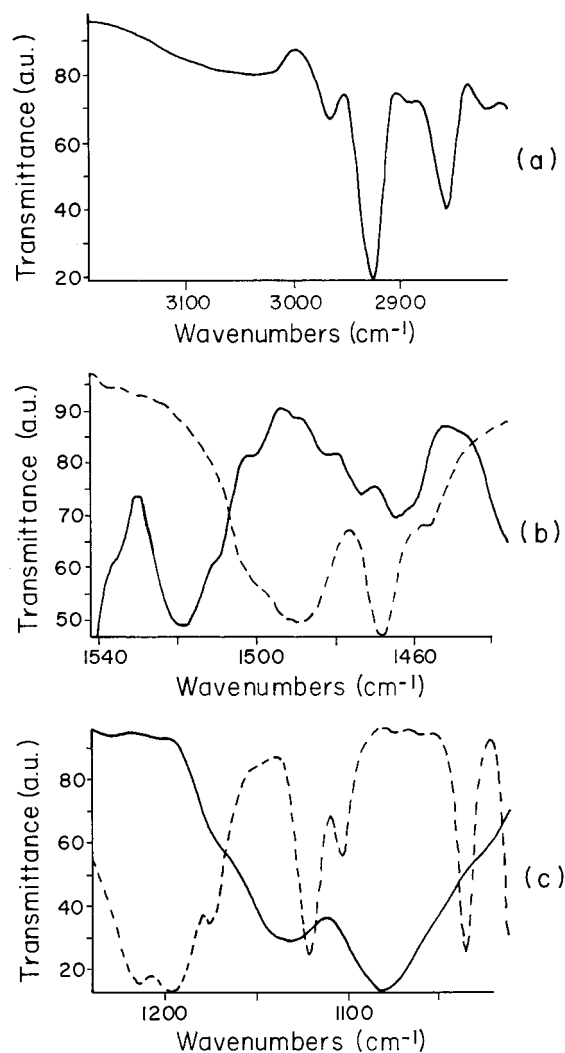 Transmittance (a.u.)
80
60
40
20
3100
3000
2900
Wavenumbers (cm⁻¹)
(a)
Transmittance (a.u.)
90
80
70
60
50
1540
1500
1460
Wavenumbers (cm⁻¹)
(b)
Transmittance (a.u.)
80
60
40
20
1200
1100
Wavenumbers (cm⁻¹)
(c)